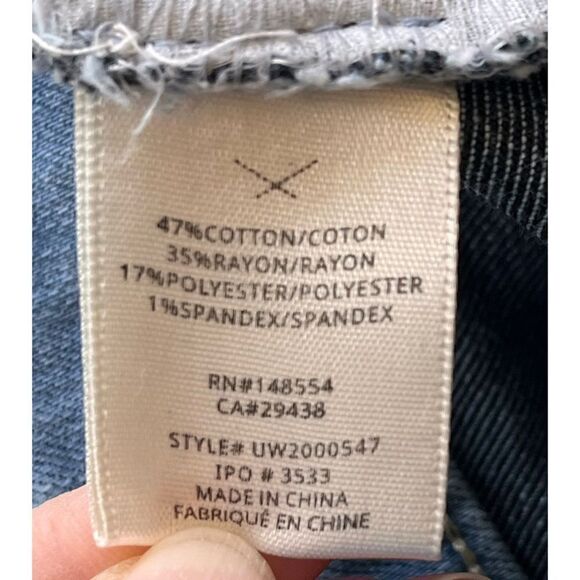 47%COTTON/COTON
35%RAYON/RAYON
17%POLYESTER/POLYESTER
1%SPANDEX/SPANDEX
RN#148554
CA#29438
STYLE# UW2000547
IPO # 3533
MADE IN CHINA
FABRIQUÉ EN CHINE